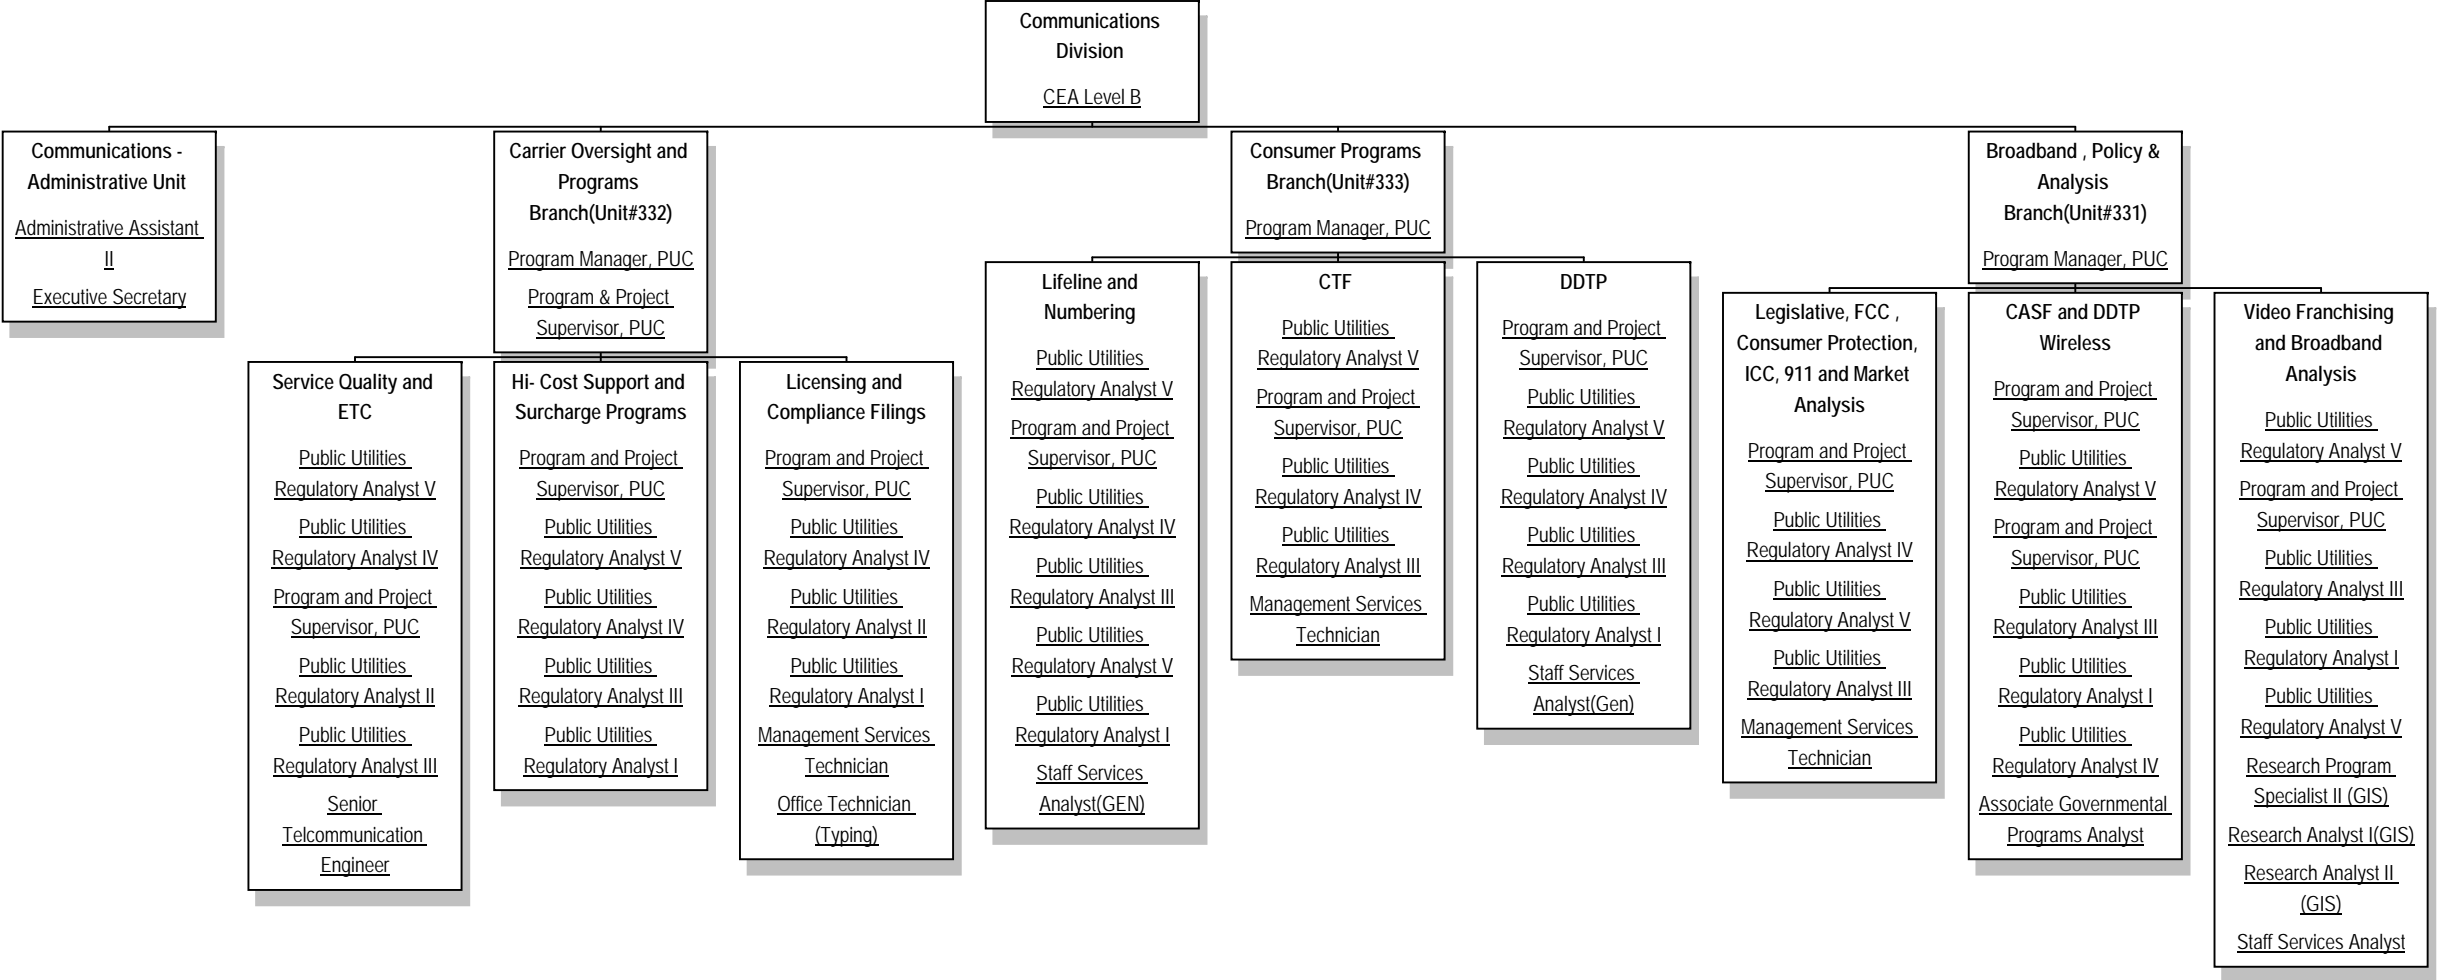 Communications
Division
CEA Level B
Communications -
Administrative Unit
Administrative Assistant
II
Executive Secretary
Carrier Oversight and
Programs
Branch(Unit#332)
Program Manager, PUC
Program & Project
Supervisor, PUC
Service Quality and
ETC
Public Utilities
Regulatory Analyst V
Public Utilities
Regulatory Analyst IV
Program and Project
Supervisor, PUC
Public Utilities
Regulatory Analyst II
Public Utilities
Regulatory Analyst III
Senior
Telcommunication
Engineer
Hi- Cost Support and
Surcharge Programs
Program and Project
Supervisor, PUC
Public Utilities
Regulatory Analyst V
Public Utilities
Regulatory Analyst IV
Public Utilities
Regulatory Analyst III
Public Utilities
Regulatory Analyst I
Licensing and
Compliance Filings
Program and Project
Supervisor, PUC
Public Utilities
Regulatory Analyst IV
Public Utilities
Regulatory Analyst II
Public Utilities
Regulatory Analyst I
Management Services
Technician
Office Technician
(Typing)
Consumer Programs
Branch(Unit#333)
Program Manager, PUC
Lifeline and
Numbering
Public Utilities
Regulatory Analyst V
Program and Project
Supervisor, PUC
Public Utilities
Regulatory Analyst IV
Public Utilities
Regulatory Analyst III
Public Utilities
Regulatory Analyst V
Public Utilities
Regulatory Analyst I
Staff Services
Analyst(GEN)
CTF
Public Utilities
Regulatory Analyst V
Program and Project
Supervisor, PUC
Public Utilities
Regulatory Analyst IV
Public Utilities
Regulatory Analyst III
Management Services
Technician
DDTP
Program and Project
Supervisor, PUC
Public Utilities
Regulatory Analyst V
Public Utilities
Regulatory Analyst IV
Public Utilities
Regulatory Analyst III
Public Utilities
Regulatory Analyst I
Staff Services
Analyst(Gen)
Broadband , Policy &
Analysis
Branch(Unit#331)
Program Manager, PUC
Legislative, FCC ,
Consumer Protection,
ICC, 911 and Market
Analysis
Program and Project
Supervisor, PUC
Public Utilities
Regulatory Analyst IV
Public Utilities
Regulatory Analyst V
Public Utilities
Regulatory Analyst III
Management Services
Technician
CASF and DDTP
Wireless
Program and Project
Supervisor, PUC
Public Utilities
Regulatory Analyst V
Program and Project
Supervisor, PUC
Public Utilities
Regulatory Analyst III
Public Utilities
Regulatory Analyst I
Public Utilities
Regulatory Analyst IV
Associate Governmental
Programs Analyst
Video Franchising
and Broadband
Analysis
Public Utilities
Regulatory Analyst V
Program and Project
Supervisor, PUC
Public Utilities
Regulatory Analyst III
Public Utilities
Regulatory Analyst I
Public Utilities
Regulatory Analyst V
Research Program
Specialist II (GIS)
Research Analyst I(GIS)
Research Analyst II
(GIS)
Staff Services Analyst